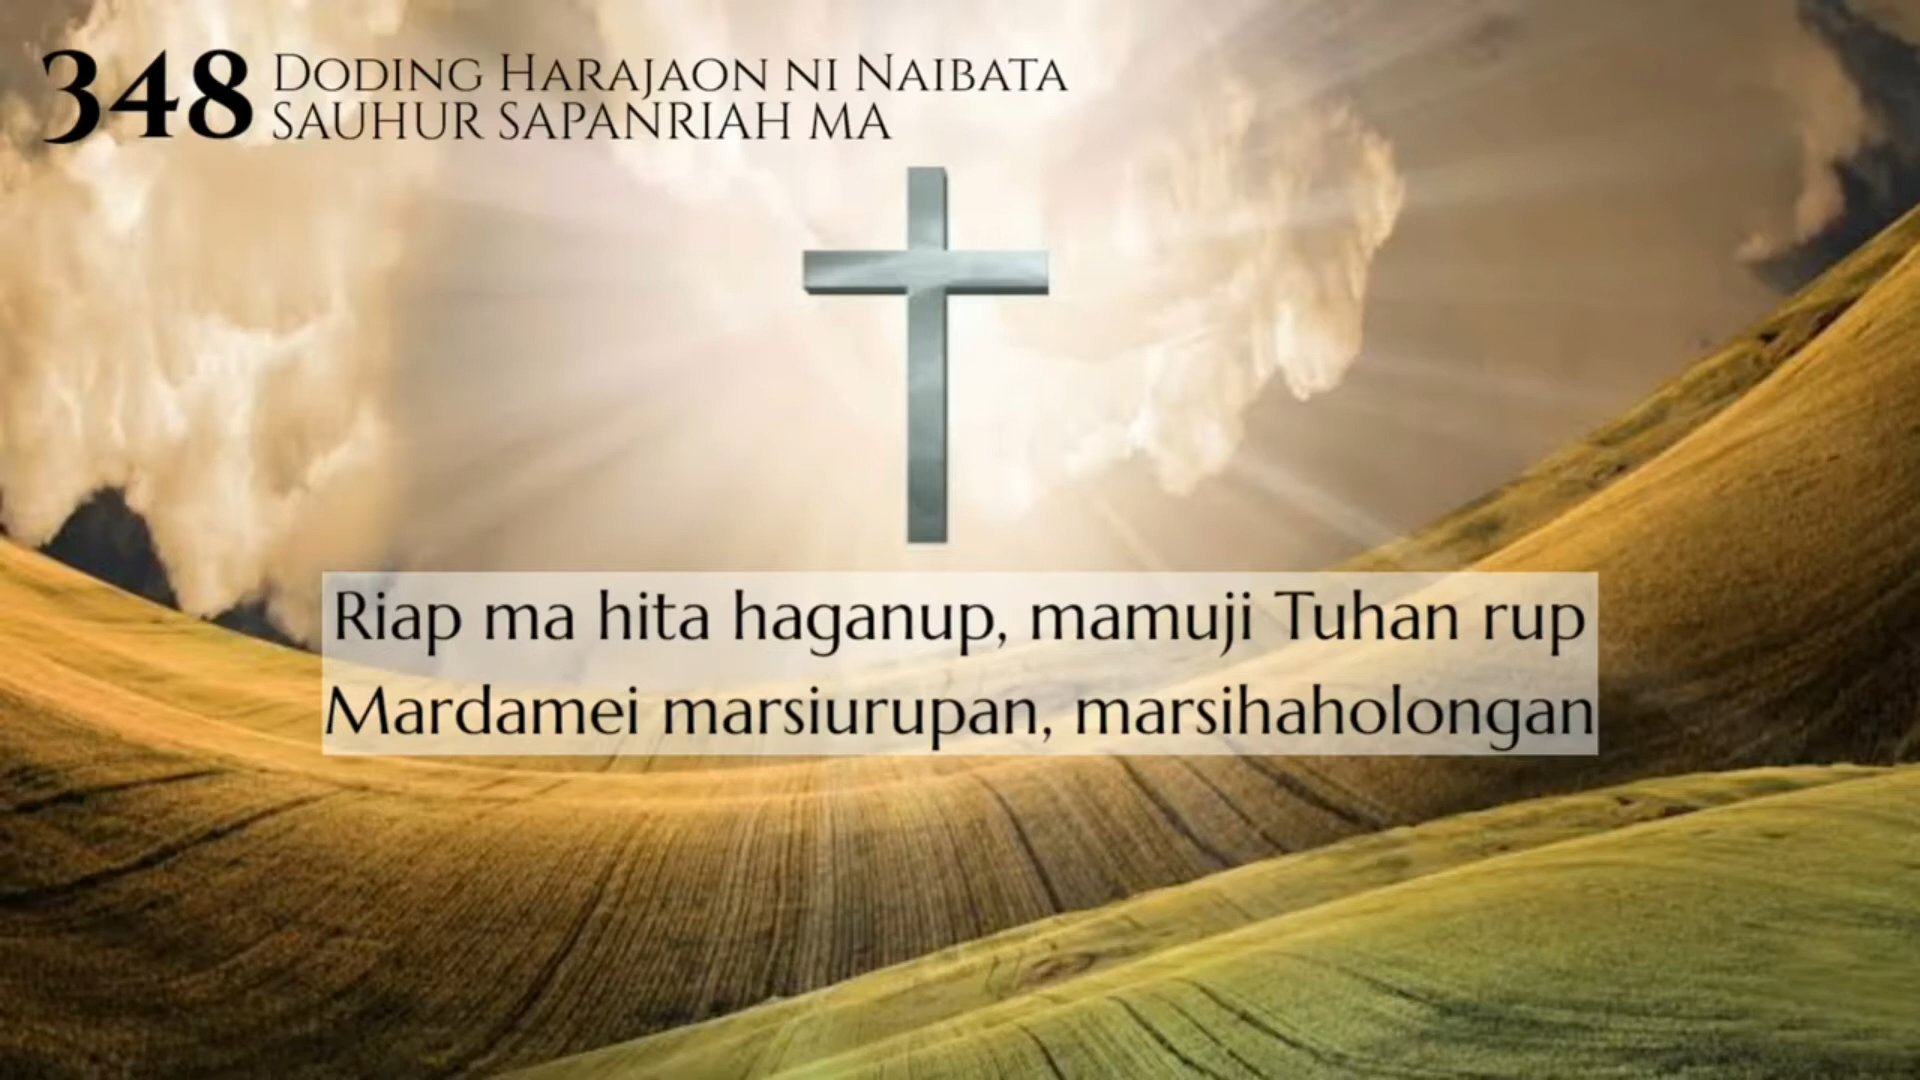 348 DODING HARAJAON NI NAIBATA
SAUHUR SAPANRIAH MA
Riap ma hita haganup, mamuji Tuhan rup
Mardamei marsiurupan, marsihaholongan